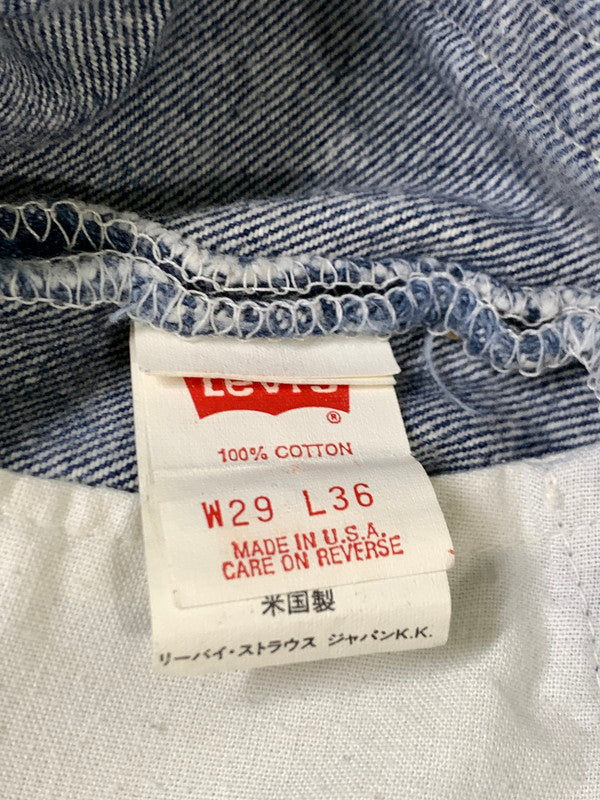 Levi's
®
100% COTTON
W29 L36
MADE IN U.S.A.
CARE ON REVERSE
米国製
リーバイ・ストラウス ジャパンK.K.